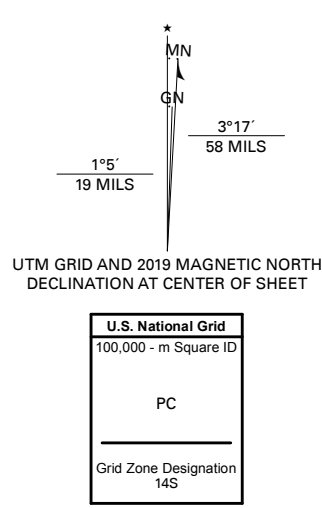 ★
MN
GN
3°17´
58 MILS
1°5´
19 MILS
UTM GRID AND 2019 MAGNETIC NORTH
DECLINATION AT CENTER OF SHEET
U.S. National Grid
100,000 - m Square ID
PC
Grid Zone Designation
14S